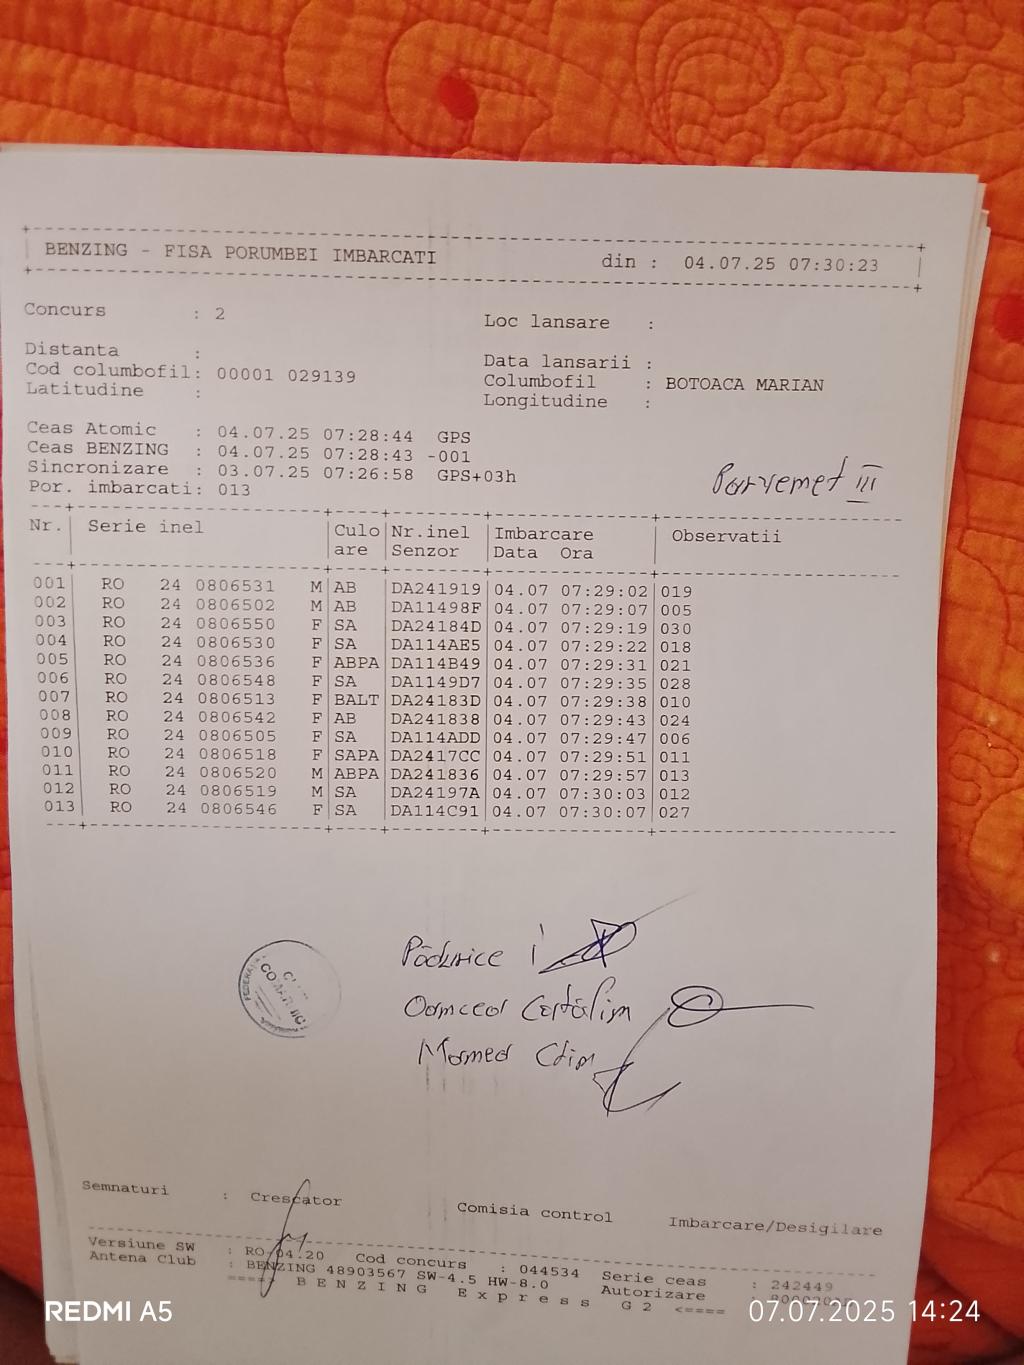 BENZING - FISA PORUMBEI IMBARCATI din : 04.07.25 07:30:23
Concurs : 2 Loc lansare :
Distanta : Data lansarii :
Cod columbofil: 00001 029139 Columbofil : BOTOACA MARIAN
Latitudine : Longitudine :
Ceas Atomic : 04.07.25 07:28:44 GPS
Ceas BENZING : 04.07.25 07:28:43 -001
Sincronizare : 03.07.25 07:26:58 GPS+03h
Por. imbarcati: 013
III
Nr. Serie inel Culo Nr.inel Imbarcare Observatii
are Senzor Data Ora
001 RO 24 0806531 M AB DA241919 04.07 07:29:02 019
002 RO 24 0806502 M AB DA11498F 04.07 07:29:07 005
003 RO 24 0806550 F SA DA24184D 04.07 07:29:19 030
004 RO 24 0806530 F SA DA114AE5 04.07 07:29:22 018
005 RO 24 0806536 F ABPA DA114B49 04.07 07:29:31 021
006 RO 24 0806548 F SA DA1149D7 04.07 07:29:35 028
007 RO 24 0806513 F BALT DA24183D 04.07 07:29:38 010
008 RO 24 0806542 F AB DA241838 04.07 07:29:43 024
009 RO 24 0806505 F SA DA114ADD 04.07 07:29:47 006
010 RO 24 0806518 F SAPA DA2417CC 04.07 07:29:51 011
011 RO 24 0806520 M ABPA DA241836 04.07 07:29:57 013
012 RO 24 0806519 M SA DA24197A 04.07 07:30:03 012
013 RO 24 0806546 F SA DA114C91 04.07 07:30:07 027
Semnaturi : Crescator Comisia control Imbarcare/Desigilare
Versiune SW : RO-04.20 Cod concurs : 044534 Serie ceas : 242449
Antena Club : BENZING 48903567 SW-4.5 HW-8.0 Autorizare :
====> BENZING Express G2 <====
REDMI A5 07.07.2025 14:24